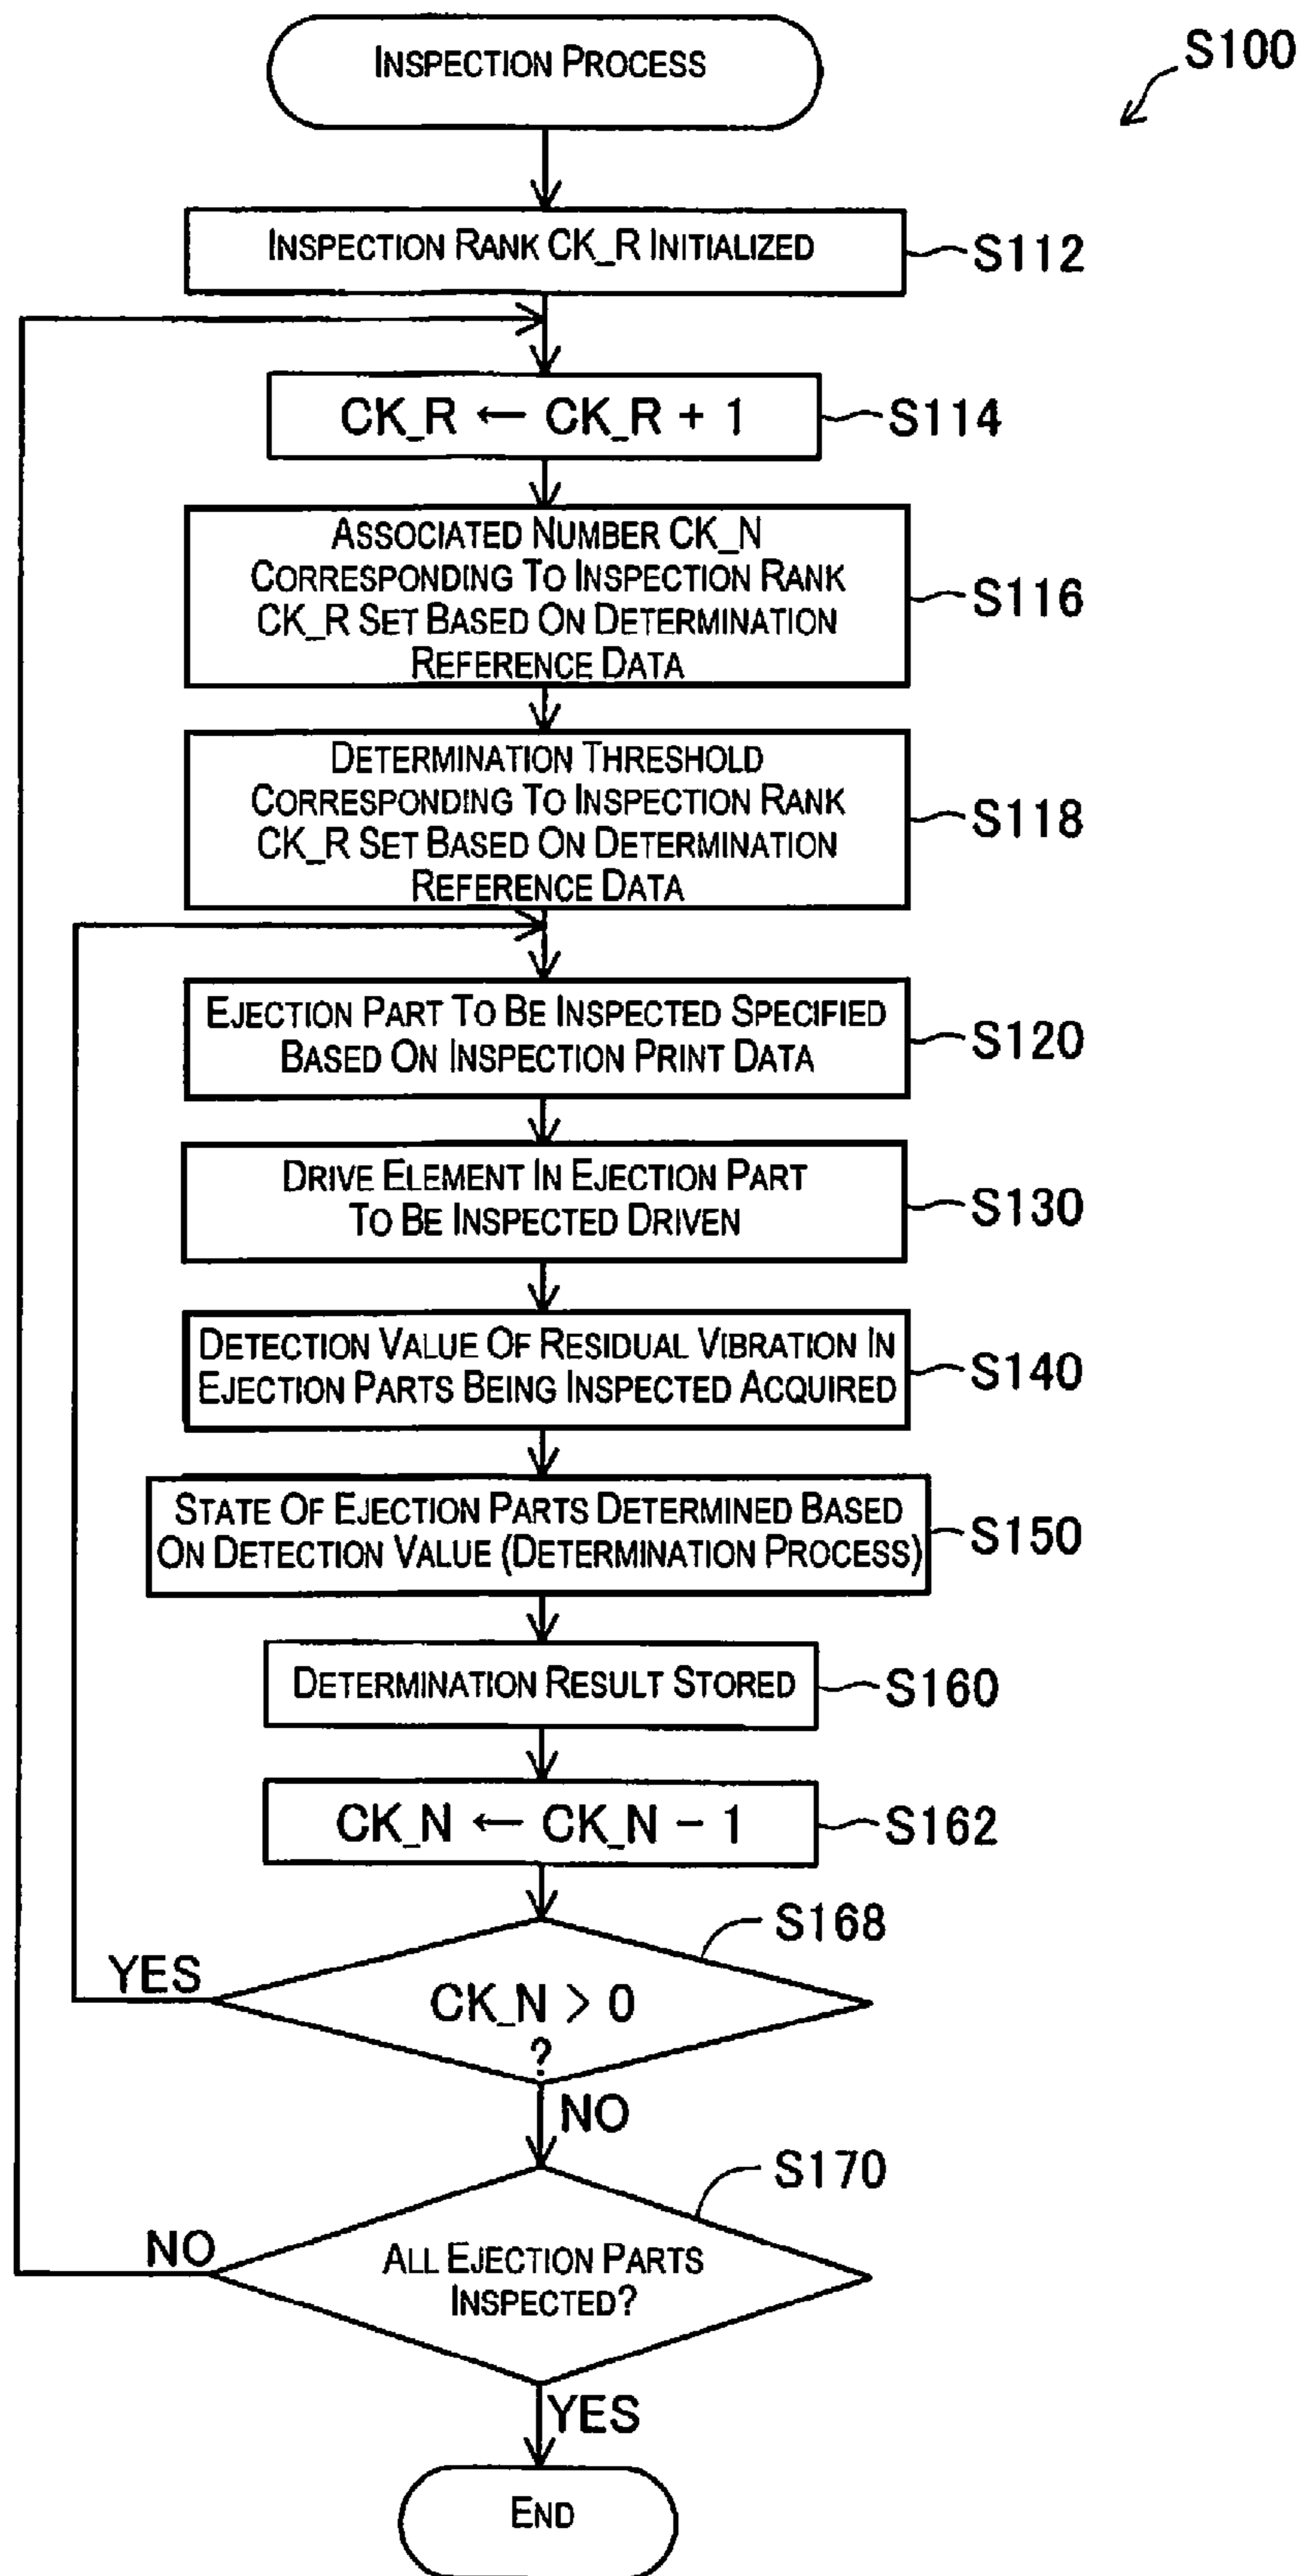 INSPECTION PROCESS
S100
INSPECTION RANK CK_R INITIALIZED
S112
CK_R ← CK_R + 1
S114
ASSOCIATED NUMBER CK_N
CORRESPONDING TO INSPECTION RANK
CK_R SET BASED ON DETERMINATION
REFERENCE DATA
S116
DETERMINATION THRESHOLD
CORRESPONDING TO INSPECTION RANK
CK_R SET BASED ON DETERMINATION
REFERENCE DATA
S118
EJECTION PART TO BE INSPECTED SPECIFIED
BASED ON INSPECTION PRINT DATA
S120
DRIVE ELEMENT IN EJECTION PART
TO BE INSPECTED DRIVEN
S130
DETECTION VALUE OF RESIDUAL VIBRATION IN
EJECTION PARTS BEING INSPECTED ACQUIRED
S140
STATE OF EJECTION PARTS DETERMINED BASED
ON DETECTION VALUE (DETERMINATION PROCESS)
S150
DETERMINATION RESULT STORED
S160
CK_N ← CK_N − 1
S162
S168
YES
CK_N > 0
?
NO
S170
NO
ALL EJECTION PARTS
INSPECTED?
YES
END